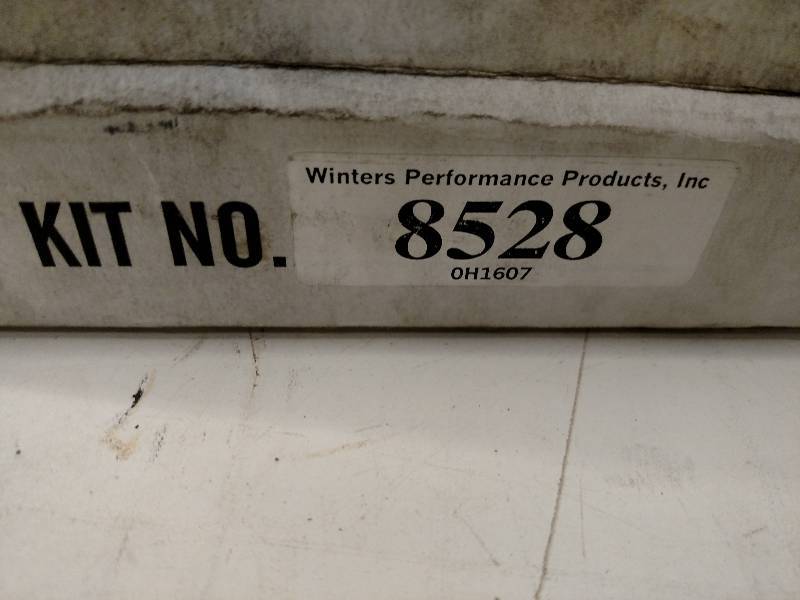 Winters Performance Products, Inc
KIT NO. 8528
0H1607